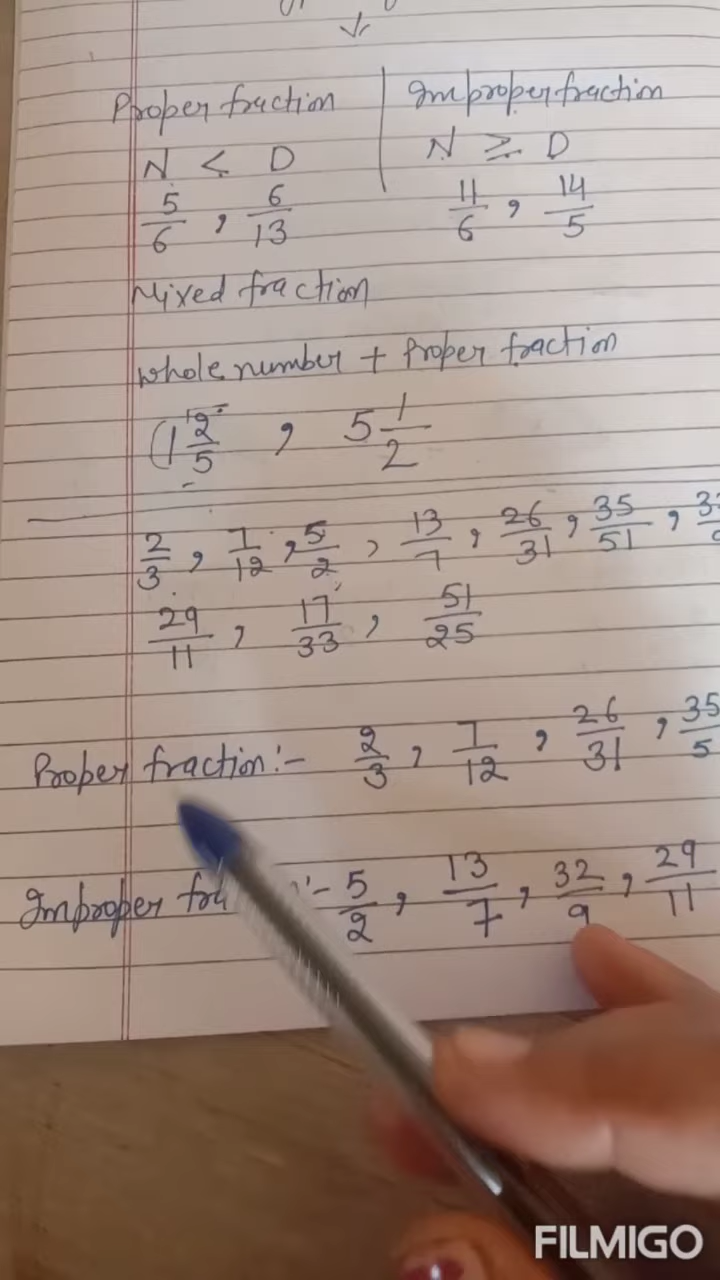 Proper fraction | Improper fraction
N < D N ≥ D
5/6 , 6/13 11/6 , 14/5
Mixed fraction
whole number + Proper fraction
(1 2/5 , 5 1/2
2/3 , 7/12 , 5/2 , 13/7 , 26/31 , 35/51 ,
29/11 , 17/33 , 51/25
Proper fraction :- 2/3 , 7/12 , 26/31 , 35/5
Improper fra :- 5/2 , 13/7 , 32/9 , 29/11
FILMIGO